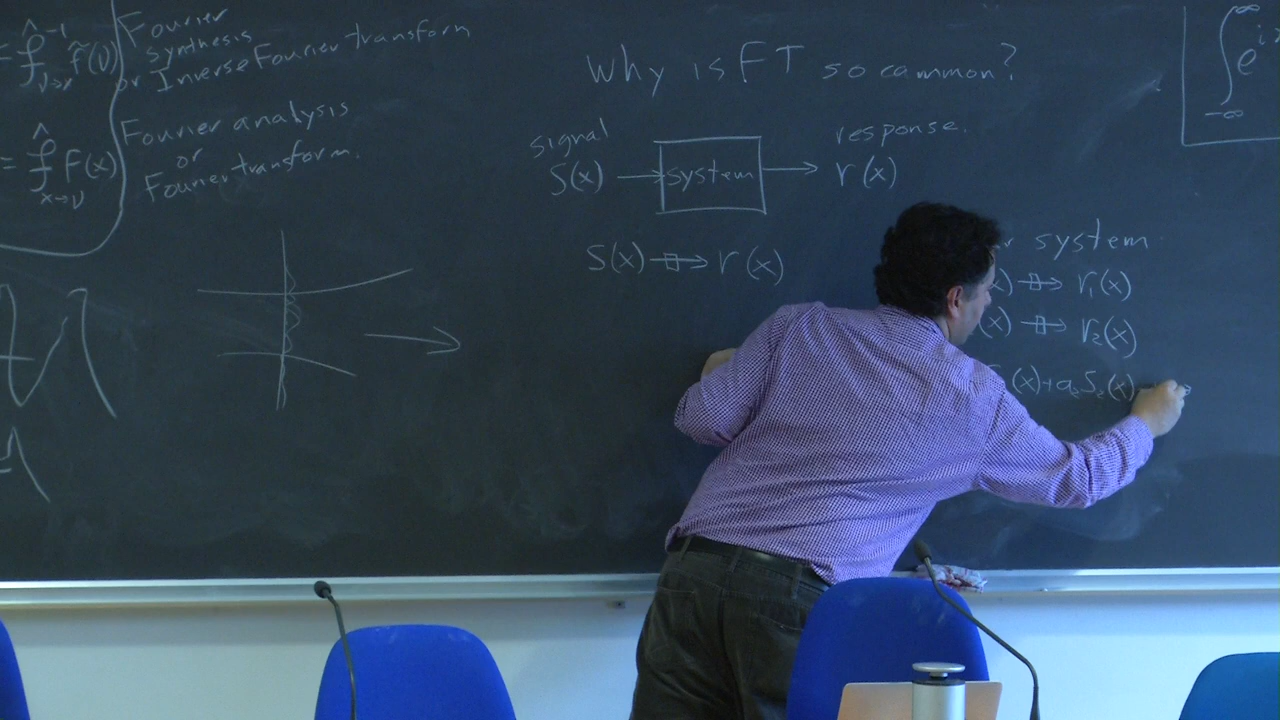 = f̂⁻¹ f̃(ν)
ν→x
Fourier
synthesis
or Inverse Fourier transform
= f̂ F(x)
x→ν
Fourier analysis
or
Fourier transform.
Why is FT so common?
signal
response.
S(x) → system → r(x)
S(x) → r(x)
system
x) → r₁(x)
(x) → r₂(x)
(x)+a₂S₂(x)
∫
∞
-∞
e